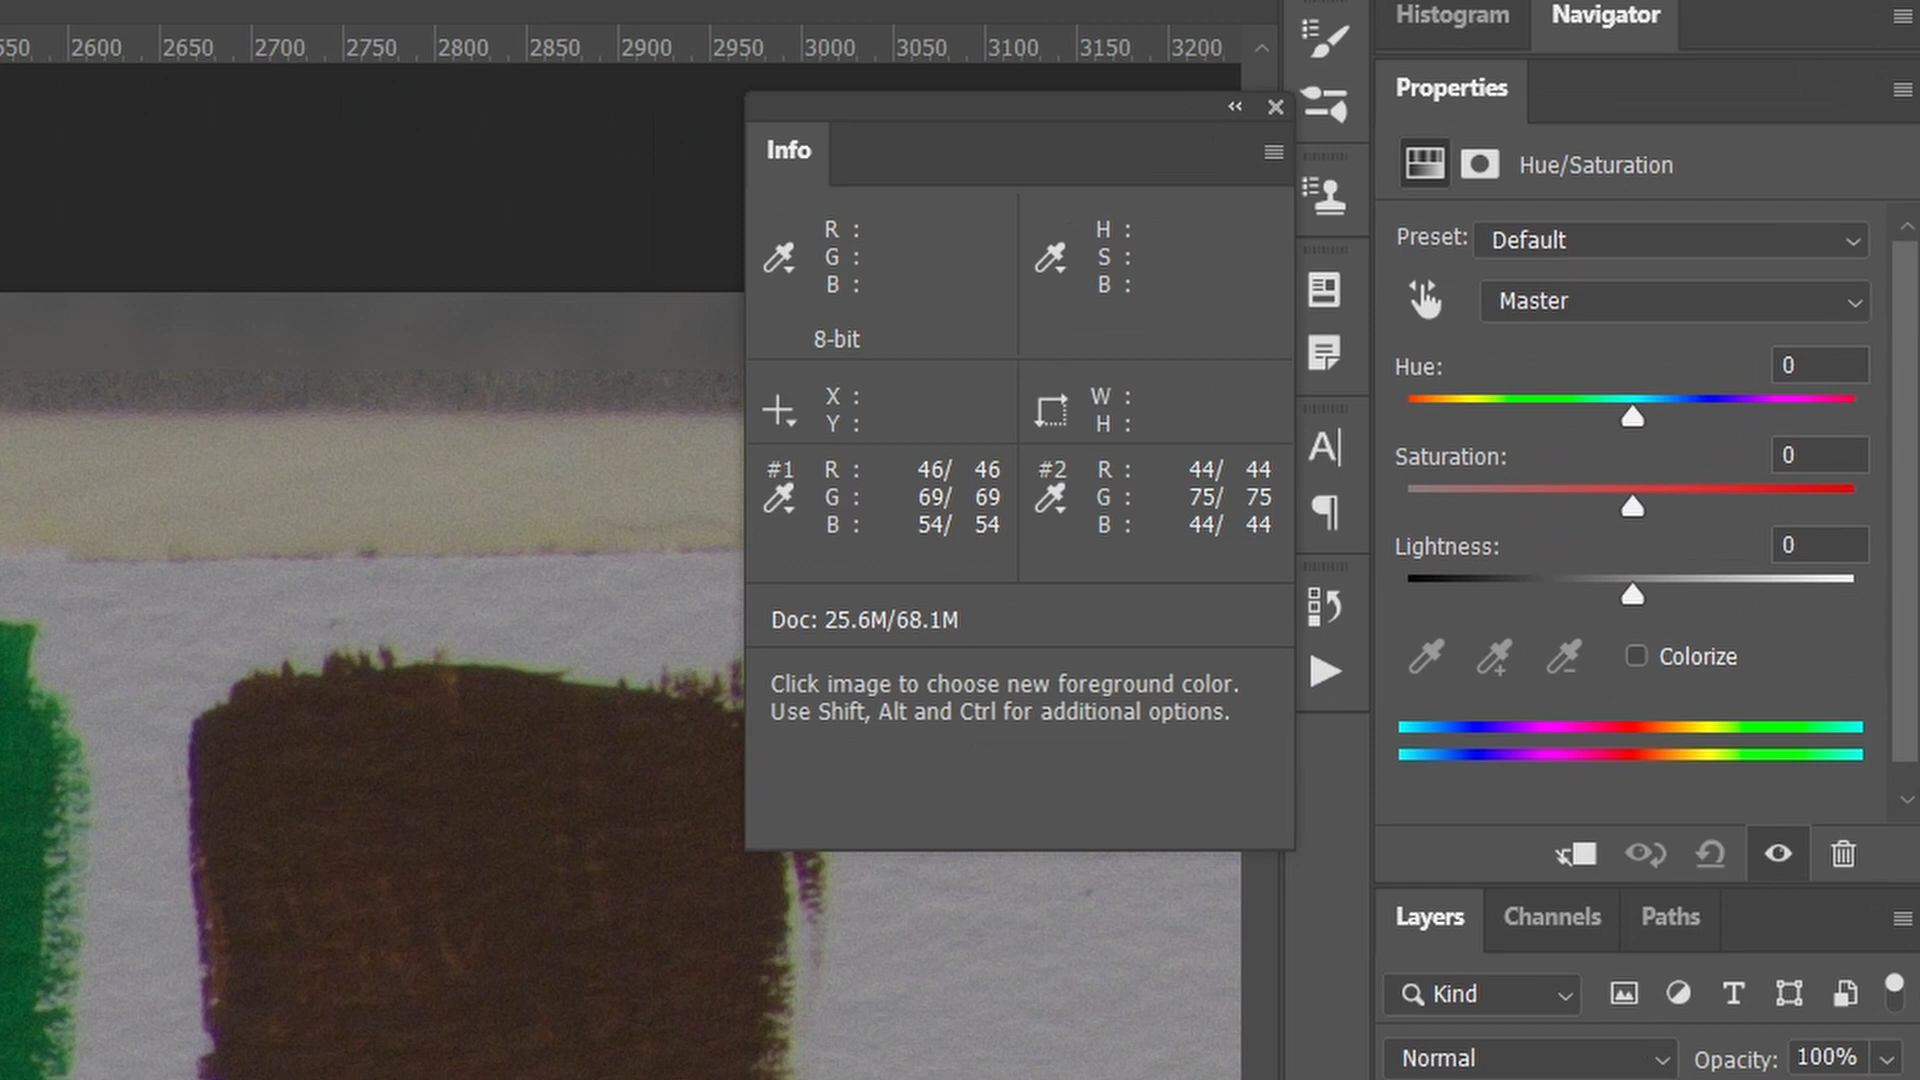 550 2600 2650 2700 2750 2800 2850 2900 2950 3000 3050 3100 3150 3200
Histogram Navigator
Properties
Hue/Saturation
Preset: Default
Master
Hue: 0
Saturation: 0
Lightness: 0
Colorize
Info
R :
G :
B :
8-bit
H :
S :
B :
X :
Y :
W :
H :
#1 R : 46/ 46
G : 69/ 69
B : 54/ 54
#2 R : 44/ 44
G : 75/ 75
B : 44/ 44
Doc: 25.6M/68.1M
Click image to choose new foreground color.
Use Shift, Alt and Ctrl for additional options.
Layers Channels Paths
Kind
Normal Opacity: 100%